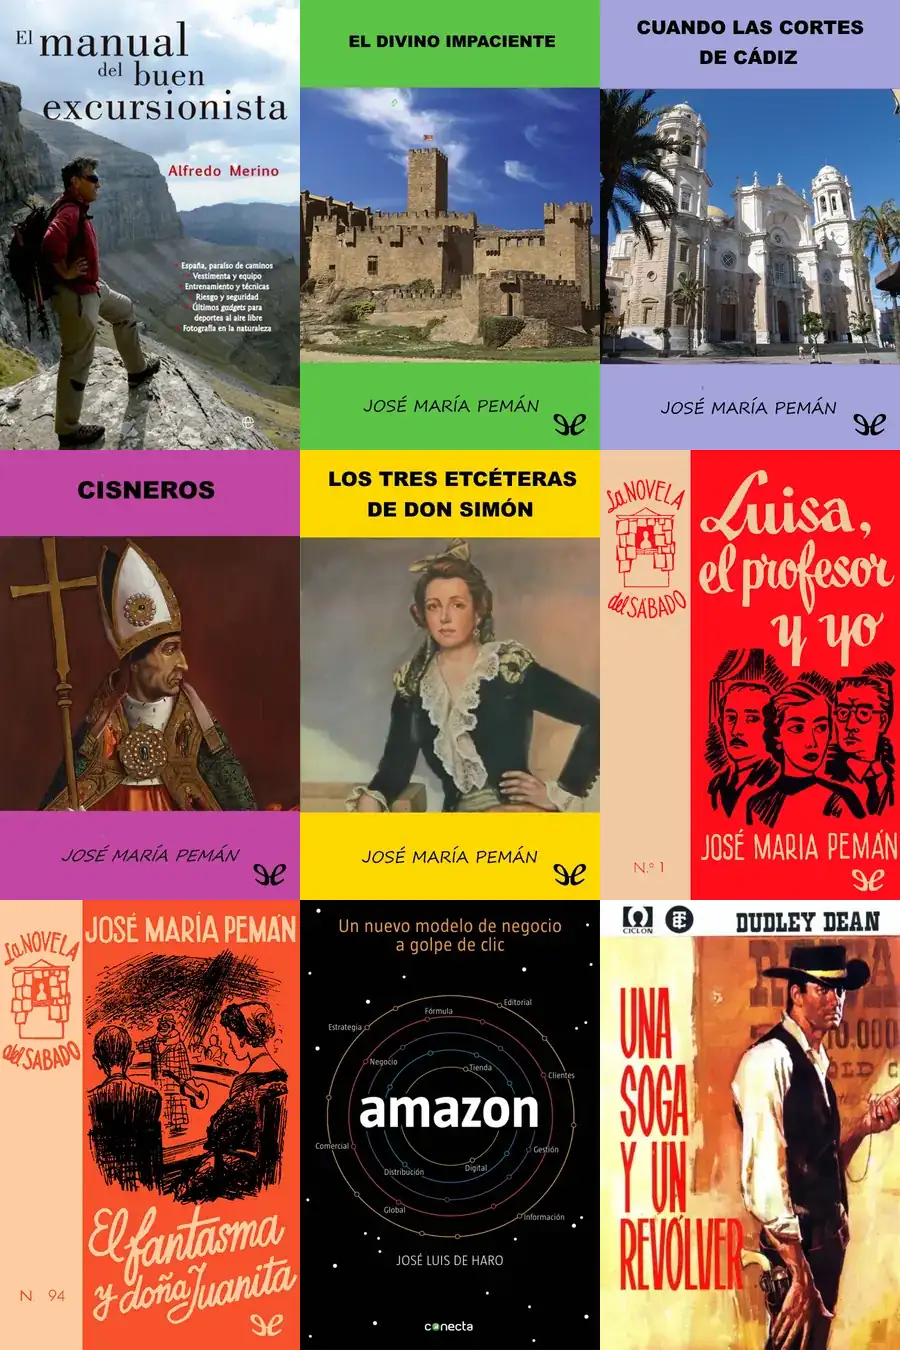 El manual
del buen
excursionista
Alfredo Merino
España, paraíso de caminos
Vestimenta y equipo
Entrenamiento y técnicas
Riesgo y seguridad
Últimos gadgets para
deportes al aire libre
Fotografía en la naturaleza
EL DIVINO IMPACIENTE
JOSÉ MARÍA PEMÁN
CUANDO LAS CORTES
DE CÁDIZ
JOSÉ MARÍA PEMÁN
CISNEROS
JOSÉ MARÍA PEMÁN
LOS TRES ETCÉTERAS
DE DON SIMÓN
JOSÉ MARÍA PEMÁN
La NOVELA
del SÁBADO
Luisa,
el profesor
y yo
JOSÉ MARIA PEMÁN
N.º 1
La NOVELA
del SÁBADO
JOSÉ MARÍA PEMÁN
El fantasma
y doña Juanita
N 94
Un nuevo modelo de negocio
a golpe de clic
Editorial
Fórmula
Estrategia
Negocio
Tienda
Clientes
amazon
Comercial
Gestión
Distribución
Digital
Global
Información
JOSÉ LUIS DE HARO
conecta
CICLON
DUDLEY DEAN
UNA
SOGA
Y UN
REVÓLVER
0.000
OLD